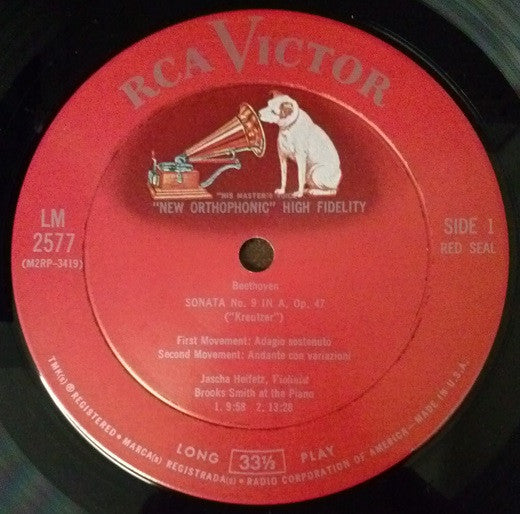 RCA VICTOR
"HIS MASTER'S VOICE"
"NEW ORTHOPHONIC" HIGH FIDELITY
LM
2577
(M2RP-3419)
SIDE 1
RED SEAL
Beethoven
SONATA No. 9 IN A, Op. 47
("Kreutzer")
First Movement: Adagio sostenuto
Second Movement: Andante con variazioni
Jascha Heifetz, Violinist
Brooks Smith at the Piano
1. 9:58 2. 13:28
LONG 33⅓ PLAY
TMK(s) ® REGISTERED • MARCA(s) REGISTRADA(s) • RADIO CORPORATION OF AMERICA—MADE IN U.S.A.